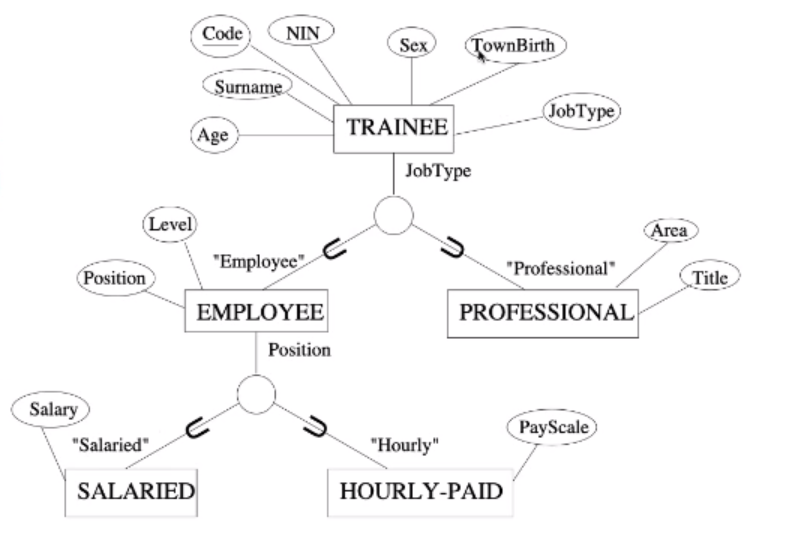 Code
NIN
Sex
TownBirth
Surname
JobType
Age
TRAINEE
JobType
Level
"Employee"
"Professional"
Area
Position
Title
EMPLOYEE
PROFESSIONAL
Position
Salary
"Salaried"
"Hourly"
PayScale
SALARIED
HOURLY-PAID